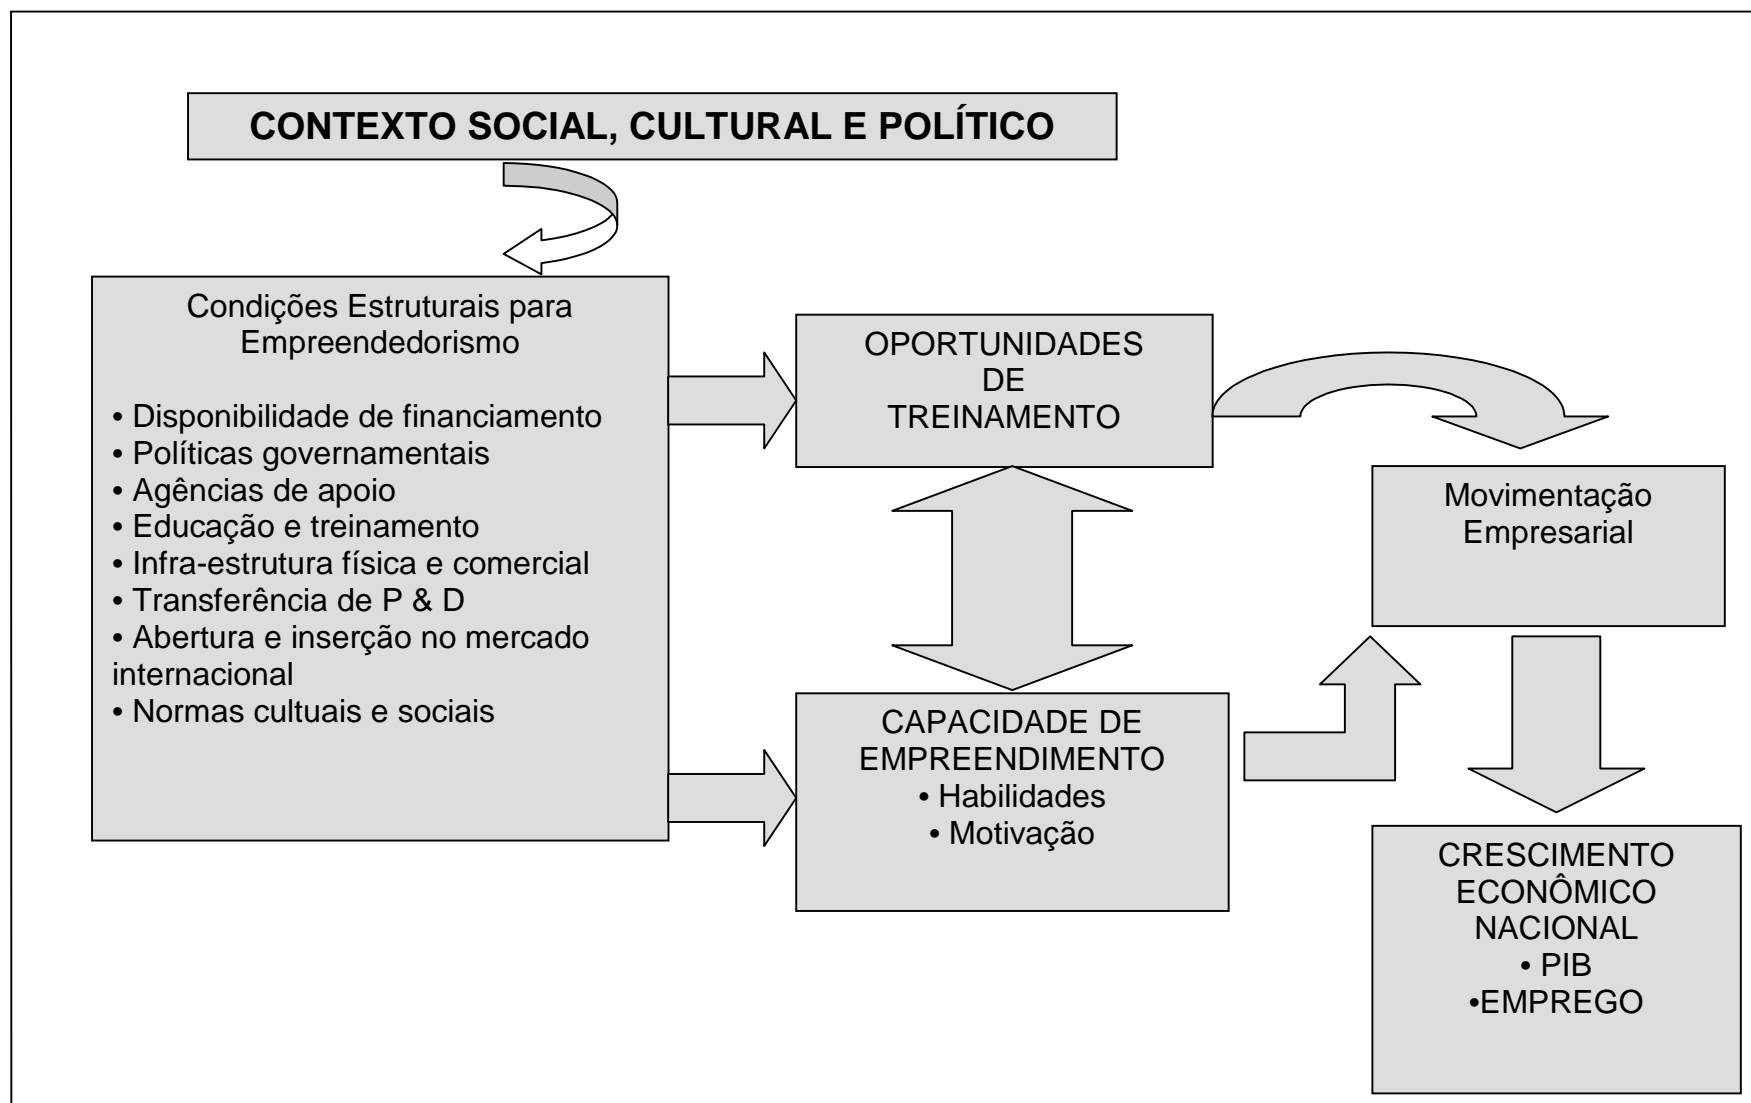 CONTEXTO SOCIAL, CULTURAL E POLÍTICO
Condições Estruturais para
Empreendedorismo
• Disponibilidade de financiamento
• Políticas governamentais
• Agências de apoio
• Educação e treinamento
• Infra-estrutura física e comercial
• Transferência de P & D
• Abertura e inserção no mercado
internacional
• Normas cultuais e sociais
OPORTUNIDADES
DE
TREINAMENTO
CAPACIDADE DE
EMPREENDIMENTO
• Habilidades
• Motivação
Movimentação
Empresarial
CRESCIMENTO
ECONÔMICO
NACIONAL
• PIB
•EMPREGO